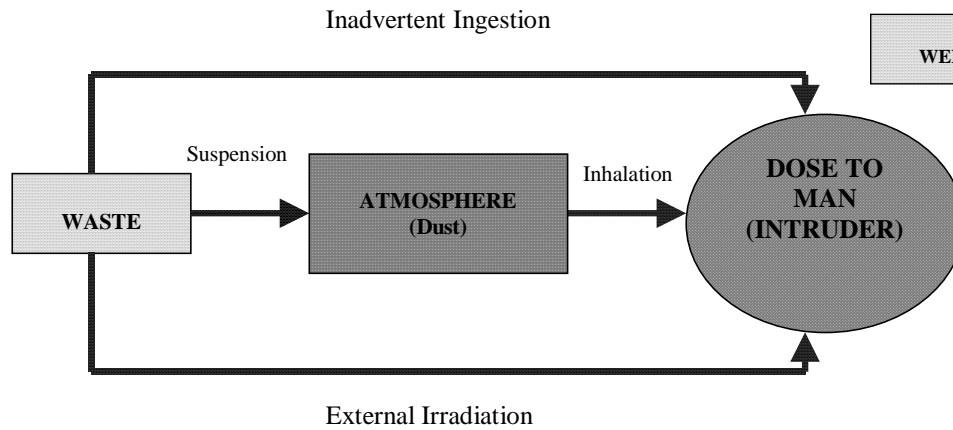 Inadvertent Ingestion
Suspension
Inhalation
WASTE
ATMOSPHERE
(Dust)
DOSE TO
MAN
(INTRUDER)
External Irradiation